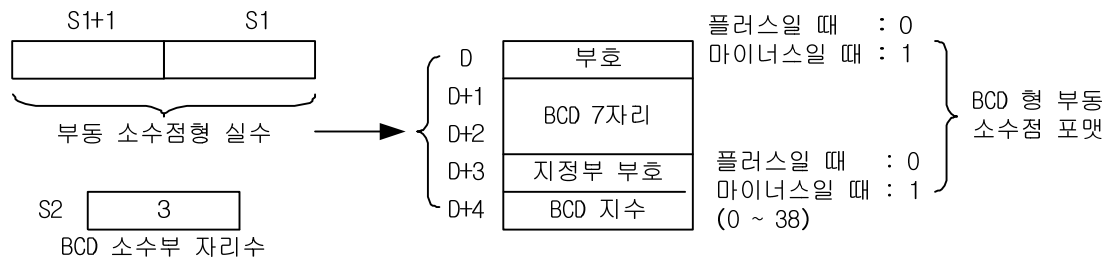 S1+1 S1
부동 소수점형 실수
S2 3
BCD 소수부 자리수
D 부호
D+1
D+2
BCD 7자리
D+3 지정부 부호
D+4 BCD 지수
플러스일 때 : 0
마이너스일 때 : 1
플러스일 때 : 0
마이너스일 때 : 1
(0 ~ 38)
BCD 형 부동
소수점 포맷